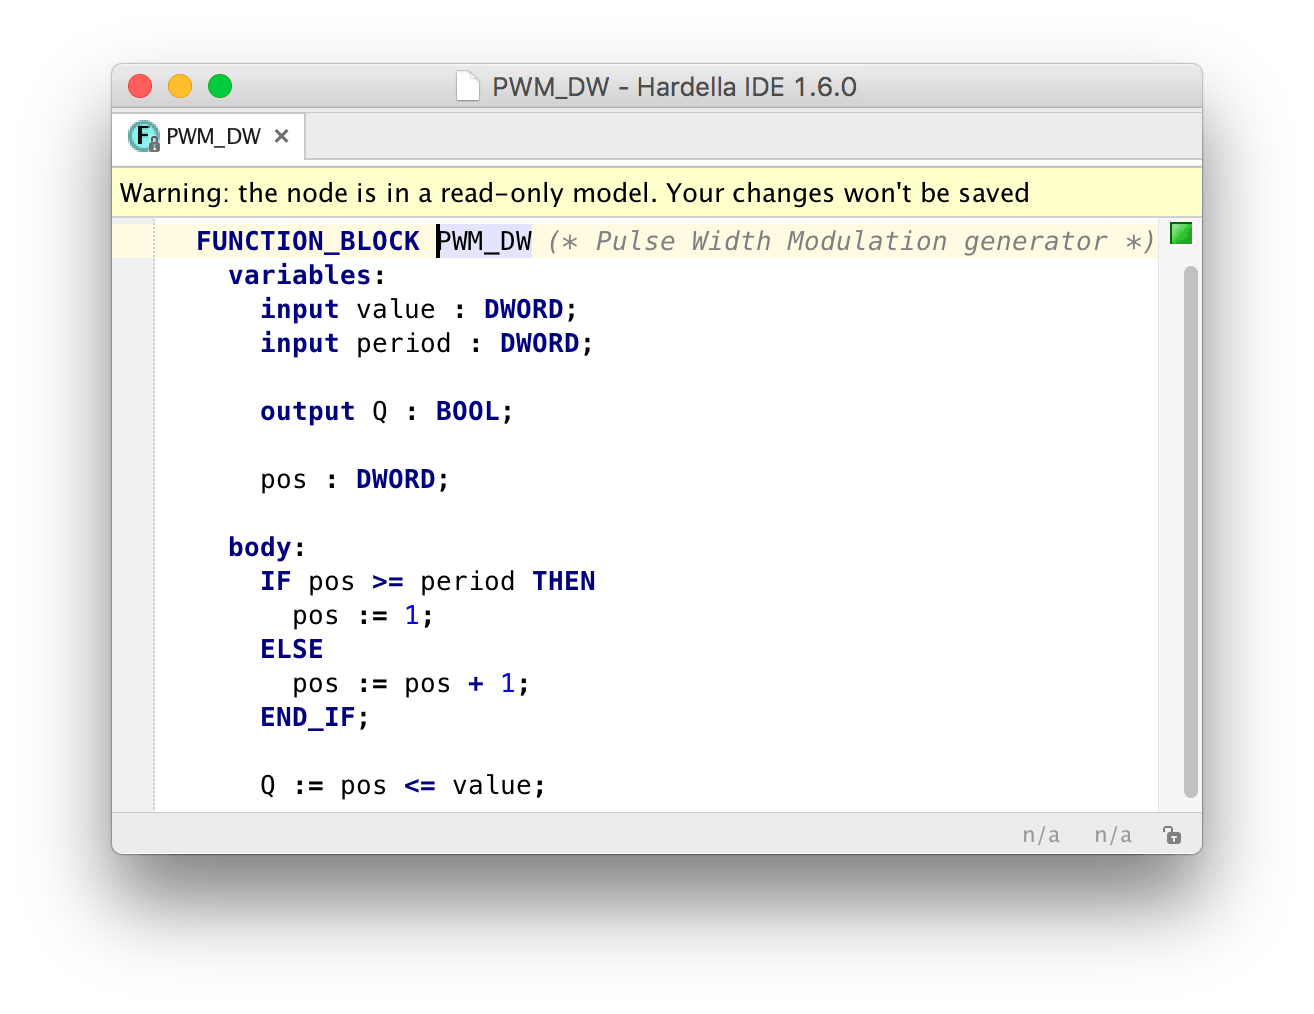 PWM_DW - Hardella IDE 1.6.0
F PWM_DW ×
Warning: the node is in a read-only model. Your changes won't be saved
FUNCTION_BLOCK PWM_DW (* Pulse Width Modulation generator *)
variables:
input value : DWORD;
input period : DWORD;
output Q : BOOL;
pos : DWORD;
body:
IF pos >= period THEN
pos := 1;
ELSE
pos := pos + 1;
END_IF;
Q := pos <= value;
n/a n/a